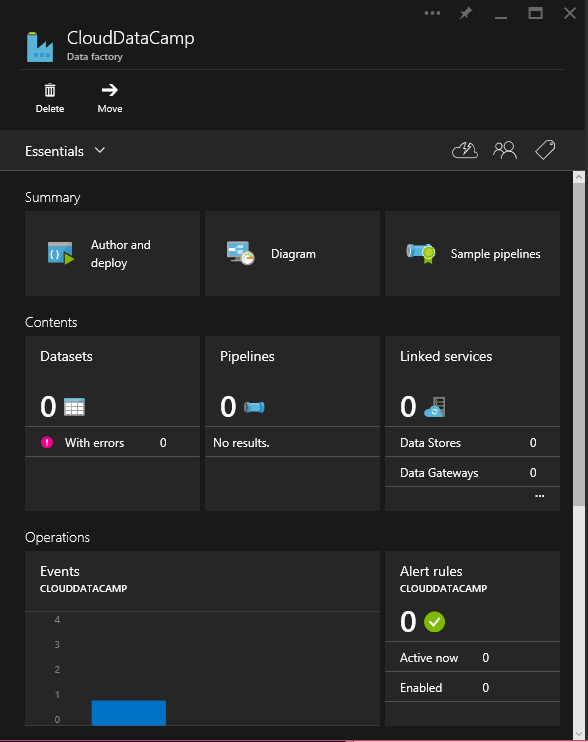 CloudDataCamp
Data factory
Delete
Move
Essentials
Summary
Author and
deploy
Diagram
Sample pipelines
Contents
Datasets
0
With errors 0
Pipelines
0
No results.
Linked services
0
Data Stores 0
Data Gateways 0
...
Operations
Events
CLOUDDATACAMP
4
3
2
1
0
Alert rules
CLOUDDATACAMP
0
Active now 0
Enabled 0